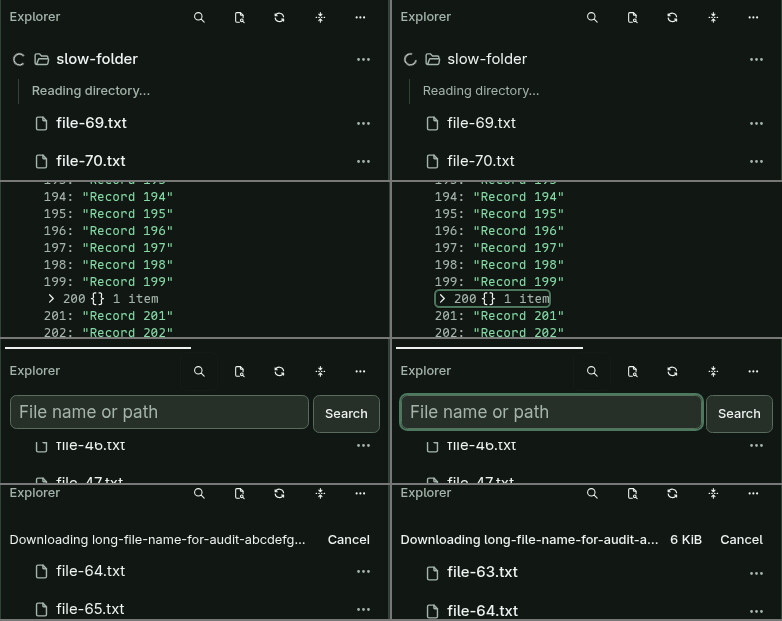 Explorer
slow-folder
Reading directory...
file-69.txt
file-70.txt
Explorer
slow-folder
Reading directory...
file-69.txt
file-70.txt
194: "Record 194"
195: "Record 195"
196: "Record 196"
197: "Record 197"
198: "Record 198"
199: "Record 199"
200 {} 1 item
201: "Record 201"
202: "Record 202"
194: "Record 194"
195: "Record 195"
196: "Record 196"
197: "Record 197"
198: "Record 198"
199: "Record 199"
200 {} 1 item
201: "Record 201"
202: "Record 202"
Explorer
File name or path
Search
file-46.txt
file-47.txt
Explorer
File name or path
Search
file-46.txt
file-47.txt
Explorer
Downloading long-file-name-for-audit-abcdefg... Cancel
file-64.txt
file-65.txt
Explorer
Downloading long-file-name-for-audit-a... 6 KiB Cancel
file-63.txt
file-64.txt